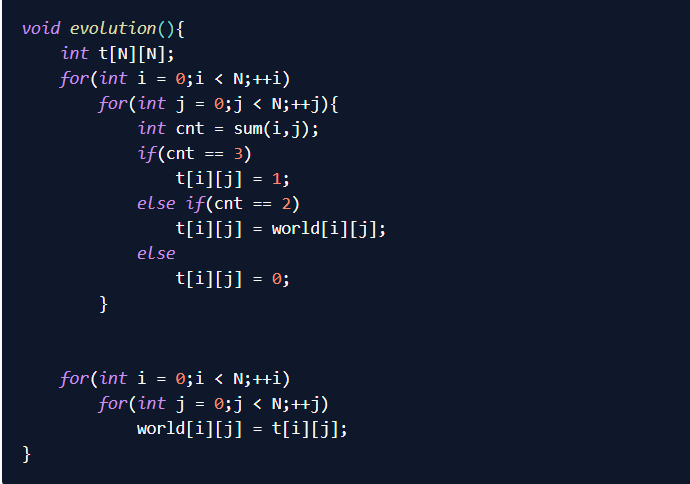 void evolution(){
    int t[N][N];
    for(int i = 0;i < N;++i)
        for(int j = 0;j < N;++j){
            int cnt = sum(i,j);
            if(cnt == 3)
                t[i][j] = 1;
            else if(cnt == 2)
                t[i][j] = world[i][j];
            else
                t[i][j] = 0;
        }
    for(int i = 0;i < N;++i)
        for(int j = 0;j < N;++j)
            world[i][j] = t[i][j];
}